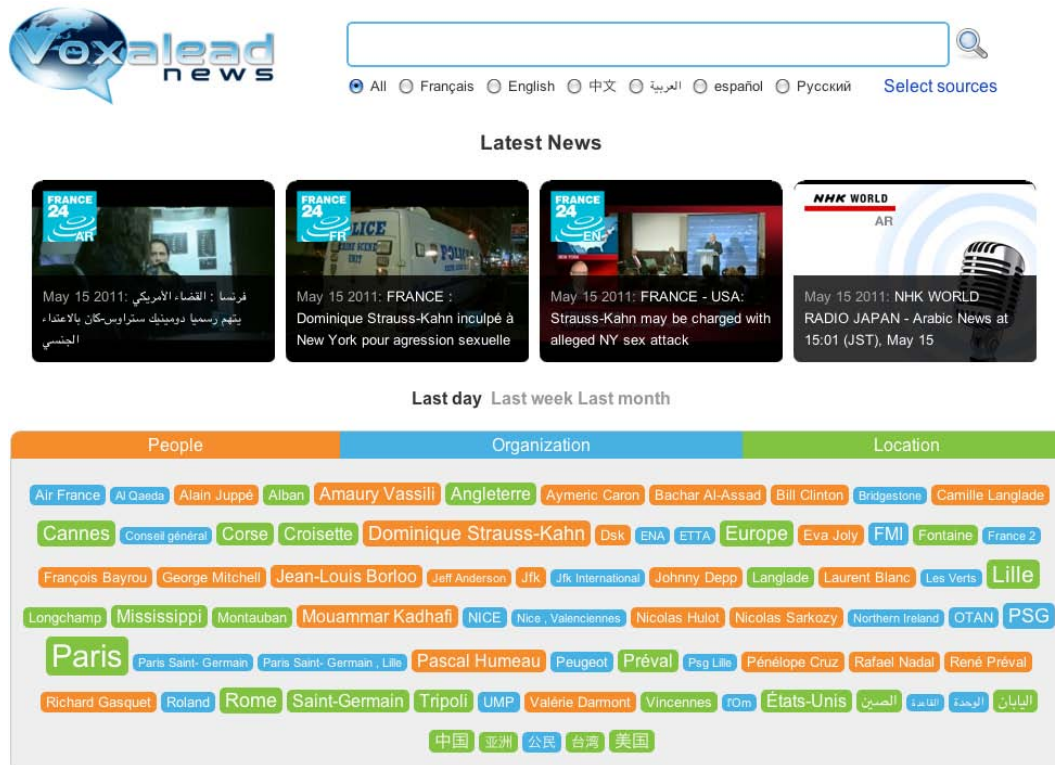 Voxalead
news
All Français English 中文 العربية español Русский Select sources
Latest News
FRANCE
24
AR
May 15 2011: فرنسا : القضاء الأمريكي
يتهم رسميا دومينيك ستراوس-كان بالاعتداء
الجنسي
FRANCE
24
FR
POLICE
CRIME SCENE
UNIT
May 15 2011: FRANCE :
Dominique Strauss-Kahn inculpé à
New York pour agression sexuelle
FRANCE
24
EN
May 15 2011: FRANCE - USA:
Strauss-Kahn may be charged with
alleged NY sex attack
NHK WORLD
AR
May 15 2011: NHK WORLD
RADIO JAPAN - Arabic News at
15:01 (JST), May 15
Last day Last week Last month
People Organization Location
Air France Al Qaeda Alain Juppé Alban Amaury Vassili Angleterre Aymeric Caron Bachar Al-Assad Bill Clinton Bridgestone Camille Langlade
Cannes Conseil général Corse Croisette Dominique Strauss-Kahn Dsk ENA ETTA Europe Eva Joly FMI Fontaine France 2
François Bayrou George Mitchell Jean-Louis Borloo Jeff Anderson Jfk Jfk International Johnny Depp Langlade Laurent Blanc Les Verts Lille
Longchamp Mississippi Montauban Mouammar Kadhafi NICE Nice , Valenciennes Nicolas Hulot Nicolas Sarkozy Northern Ireland OTAN PSG
Paris Paris Saint- Germain Paris Saint- Germain , Lille Pascal Humeau Peugeot Préval Psg Lille Pénélope Cruz Rafael Nadal René Préval
Richard Gasquet Roland Rome Saint-Germain Tripoli UMP Valérie Darmont Vincennes l'Om États-Unis الصين القاعدة الوحدة اليابان
中国 亚洲 公民 台湾 美国